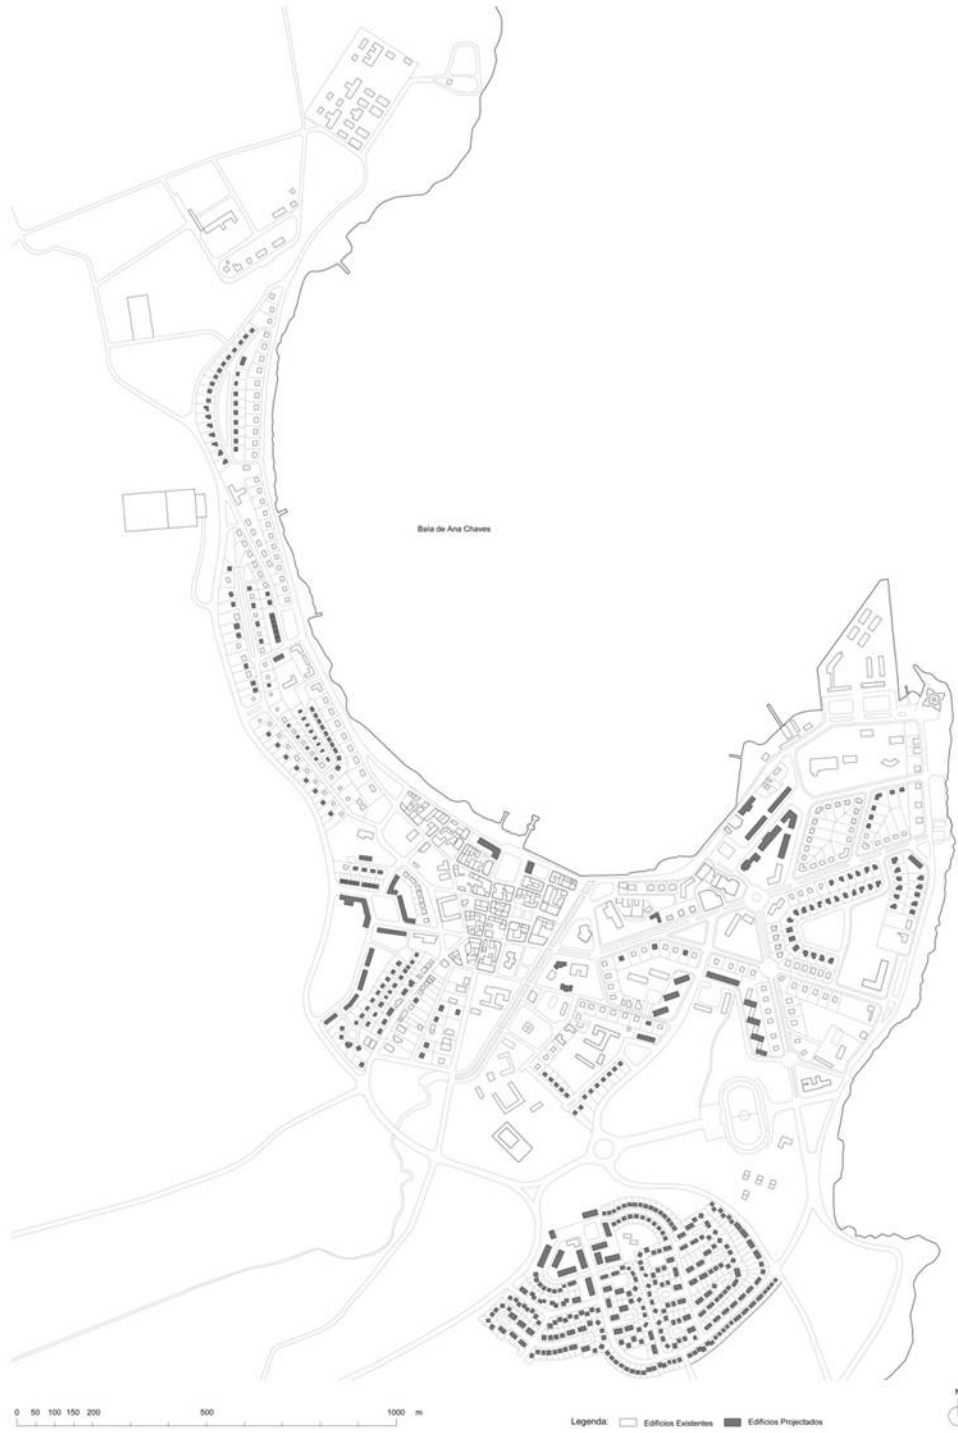 Baía de Ana Chaves
N
0 50 100 150 200 500 1000 m
Legenda: Edifícios Existentes Edifícios Projectados